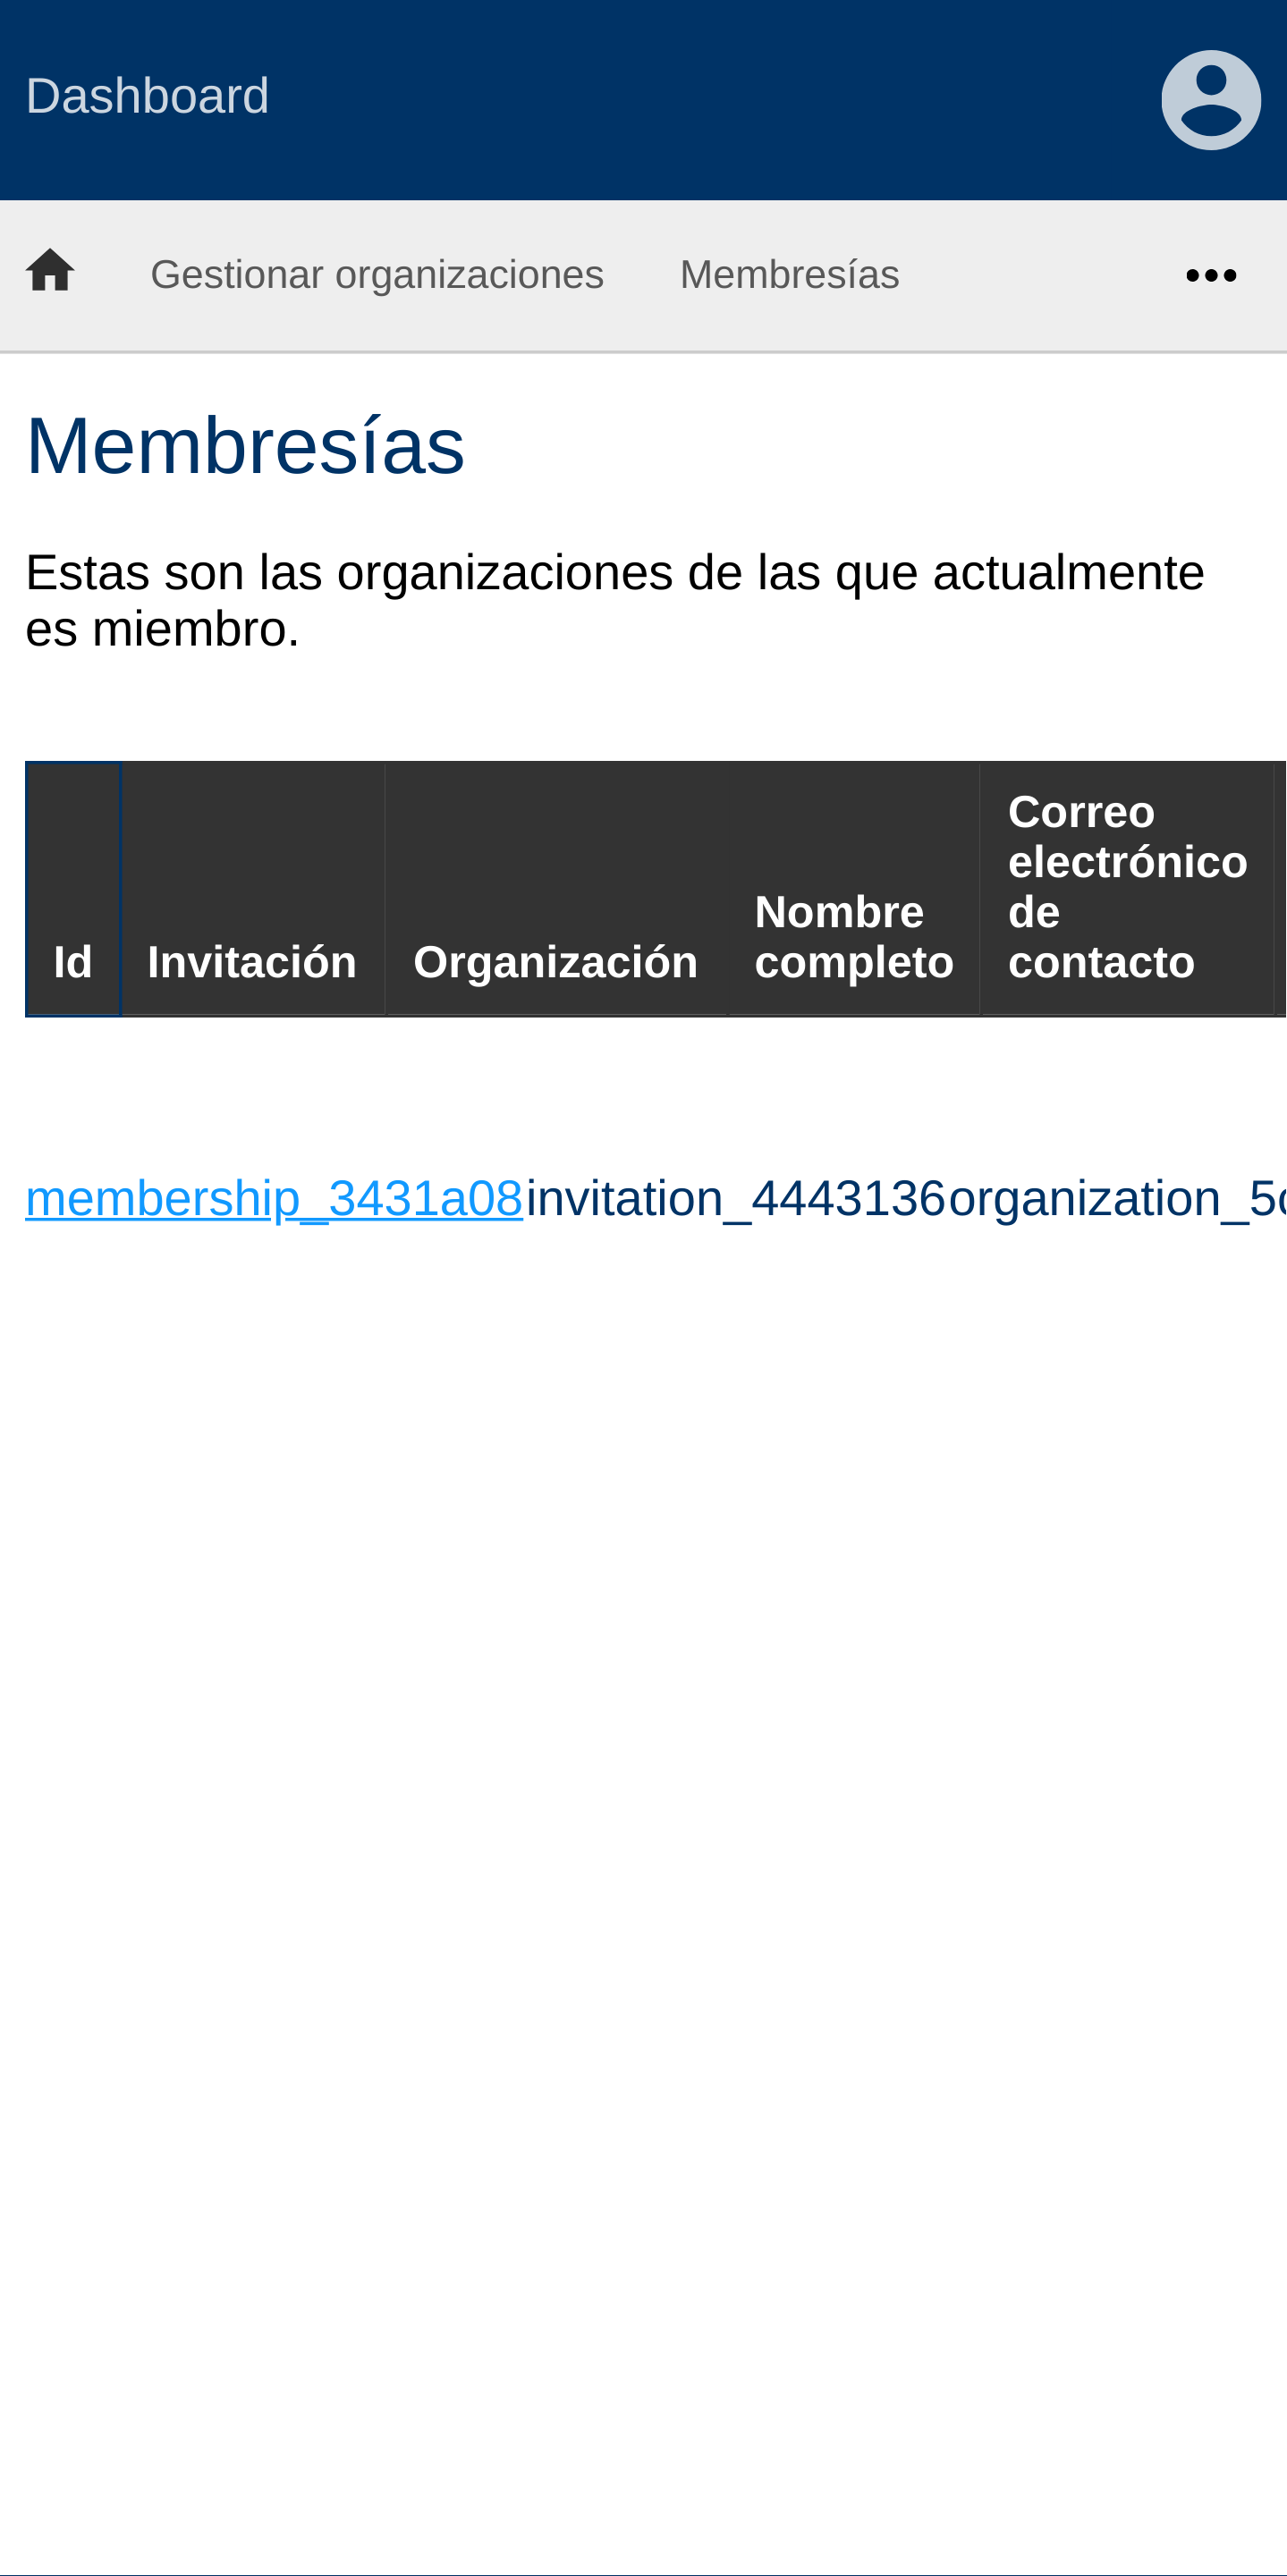 Dashboard
Gestionar organizaciones Membresías
Membresías
Estas son las organizaciones de las que actualmente
es miembro.
Id Invitación Organización Nombre completo Correo electrónico de contacto
membership_3431a08 invitation_4443136 organization_5